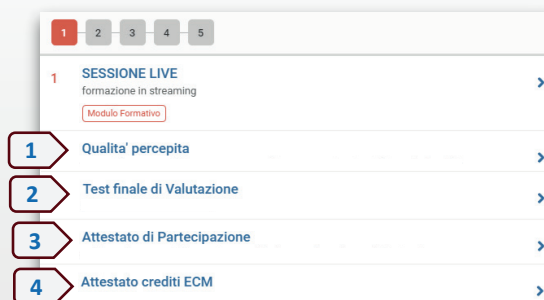 1 2 3 4 5
1 SESSIONE LIVE
formazione in streaming
Modulo Formativo
1 Qualita' percepita
2 Test finale di Valutazione
3 Attestato di Partecipazione
4 Attestato crediti ECM